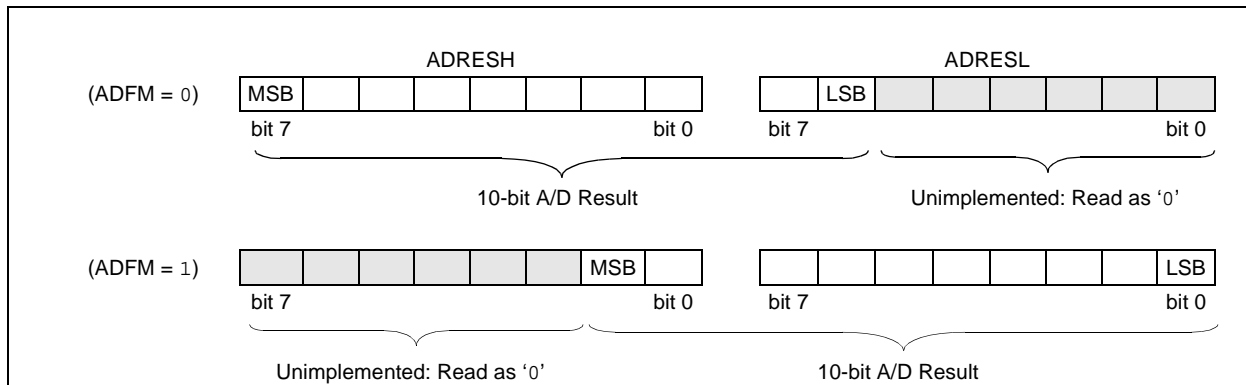 ADRESH ADRESL
(ADFM = 0) MSB LSB
bit 7 bit 0 bit 7 bit 0
10-bit A/D Result Unimplemented: Read as ‘0’
(ADFM = 1) MSB LSB
bit 7 bit 0 bit 7 bit 0
Unimplemented: Read as ‘0’ 10-bit A/D Result